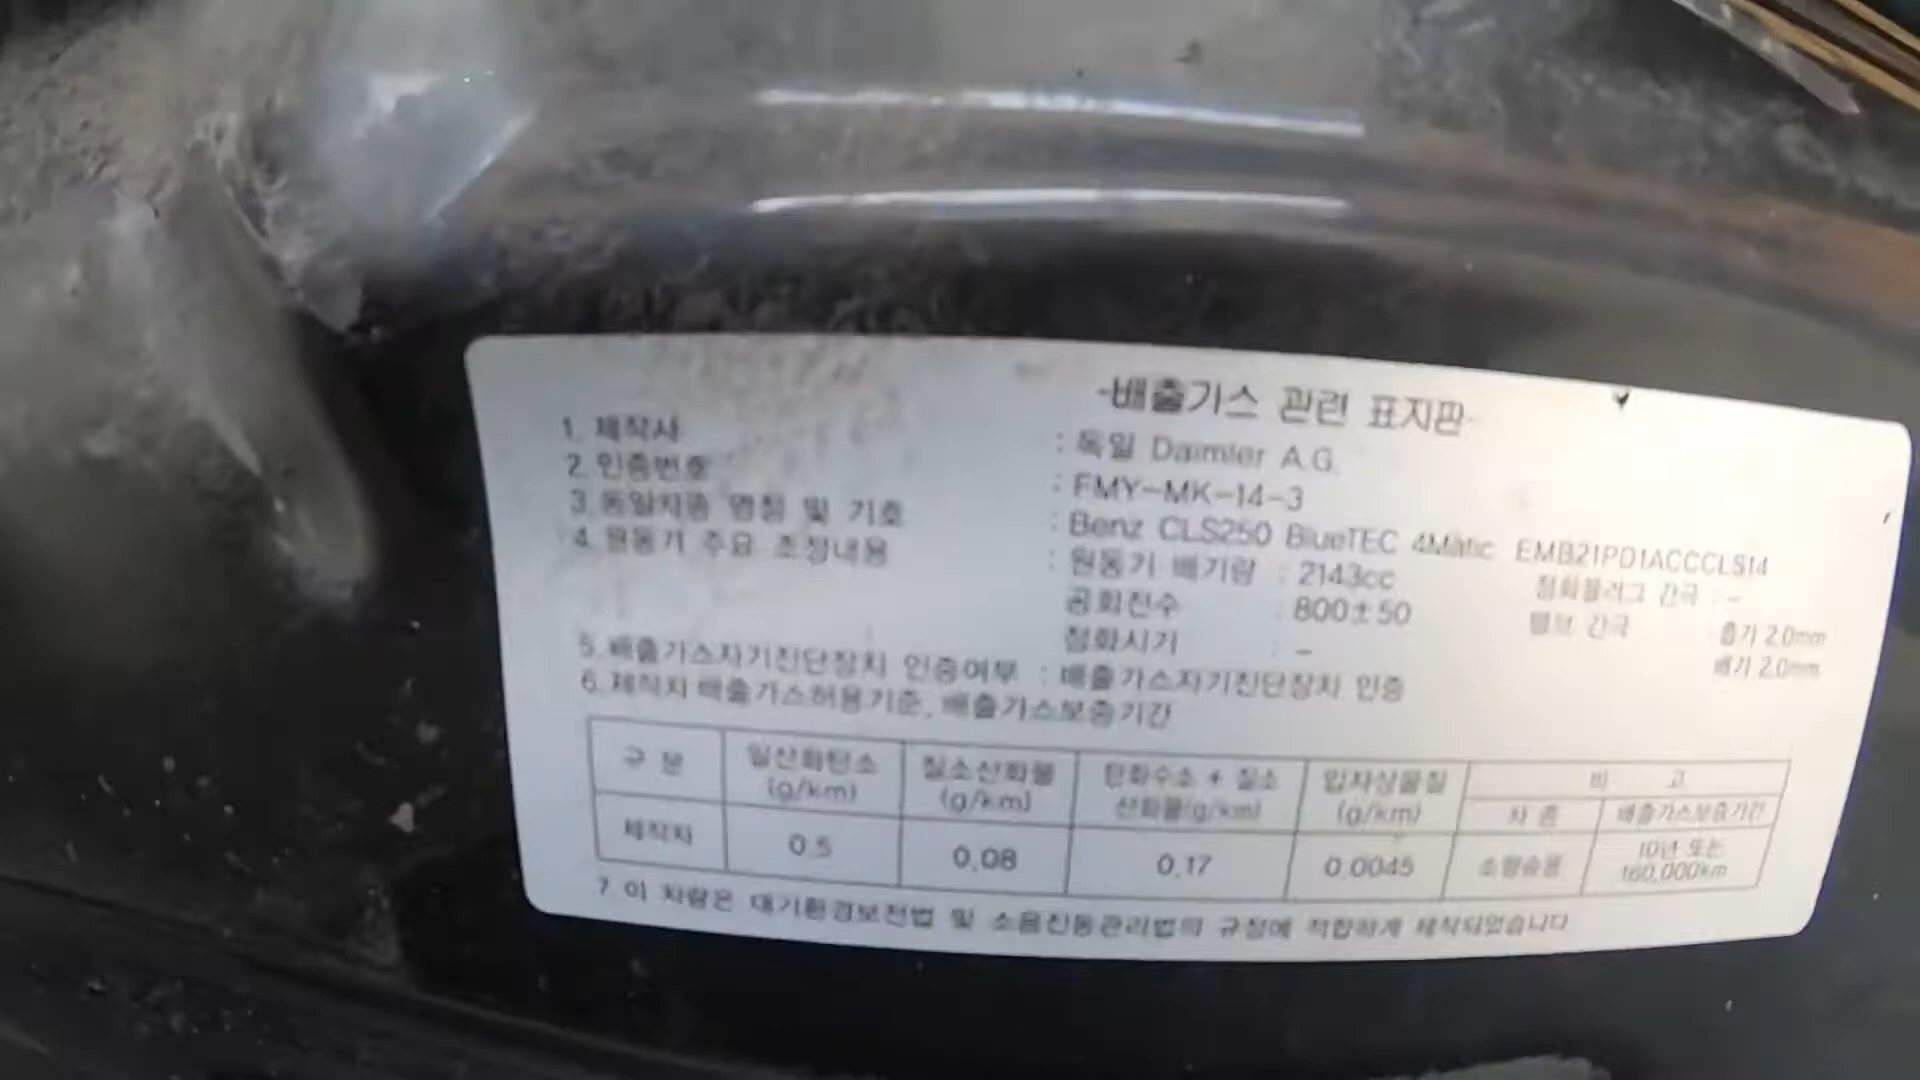 -배출가스 관련 표지판-
1. 제작사 : 독일 Daimler A.G.
2. 인증번호 : FMY-MK-14-3
3. 동일차종 명칭 및 기호 : Benz CLS250 BlueTEC 4Matic EMB21PD1ACCCLS14
4. 원동기 주요 조정내용 : 원동기 배기량 : 2143cc 점화플러그 간극 : -
공회전수 : 800±50 밸브 간극 흡기 2.0mm
점화시기 : - 배기 2.0mm
5. 배출가스자기진단장치 인증여부 : 배출가스자기진단장치 인증
6. 제작차 배출가스허용기준, 배출가스보증기간
구 분 일산화탄소 (g/km) 질소산화물 (g/km) 탄화수소 + 질소 산화물(g/km) 입자상물질 (g/km) 비 고
차 종 배출가스보증기간
제작차 0.5 0.08 0.17 0.0045 소형승용 10년 또는 160,000km
7. 이 차량은 대기환경보전법 및 소음진동관리법의 규정에 적합하게 제작되었습니다